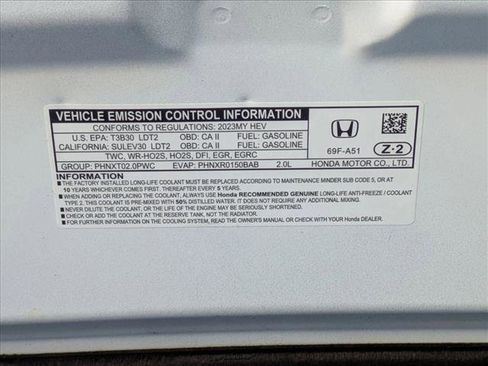 VEHICLE EMISSION CONTROL INFORMATION
CONFORMS TO REGULATIONS: 2023MY HEV
U.S. EPA: T3B30 LDT2 OBD: CA II FUEL: GASOLINE
CALIFORNIA: SULEV30 LDT2 OBD: CA II FUEL: GASOLINE
TWC, WR-HO2S, HO2S, DFI, EGR, EGRC
GROUP: PHNXT02.0PWC EVAP: PHNXR0150BAB 2.0L
69F-A51 Z-2
HONDA MOTOR CO., LTD.
INFORMATION
■ THE FACTORY INSTALLED LONG-LIFE COOLANT MUST BE REPLACED ACCORDING TO MAINTENANCE MINDER SUB CODE 5, OR AT
10 YEARS WHICHEVER COMES FIRST. THEREAFTER REPLACE EVERY 5 YEARS.
■ WHEN ADDING OR REPLACING THE COOLANT, ALWAYS USE Honda RECOMMENDED GENUINE LONG-LIFE ANTI-FREEZE / COOLANT
TYPE 2. THIS COOLANT IS PRE-MIXED WITH 50% DISTILLED WATER. IT DOES NOT REQUIRE ANY ADDITIONAL MIXING.
■ NEVER DILUTE THE COOLANT, OR THE LIFE OF THE ENGINE MAY BE SERIOUSLY SHORTENED.
■ CHECK OR ADD THE COOLANT AT THE RESERVE TANK, NOT THE RADIATOR.
■ FOR DETAILS ON THE COOLING SYSTEM, READ THE OWNER'S MANUAL OR CHECK WITH YOUR Honda DEALER.